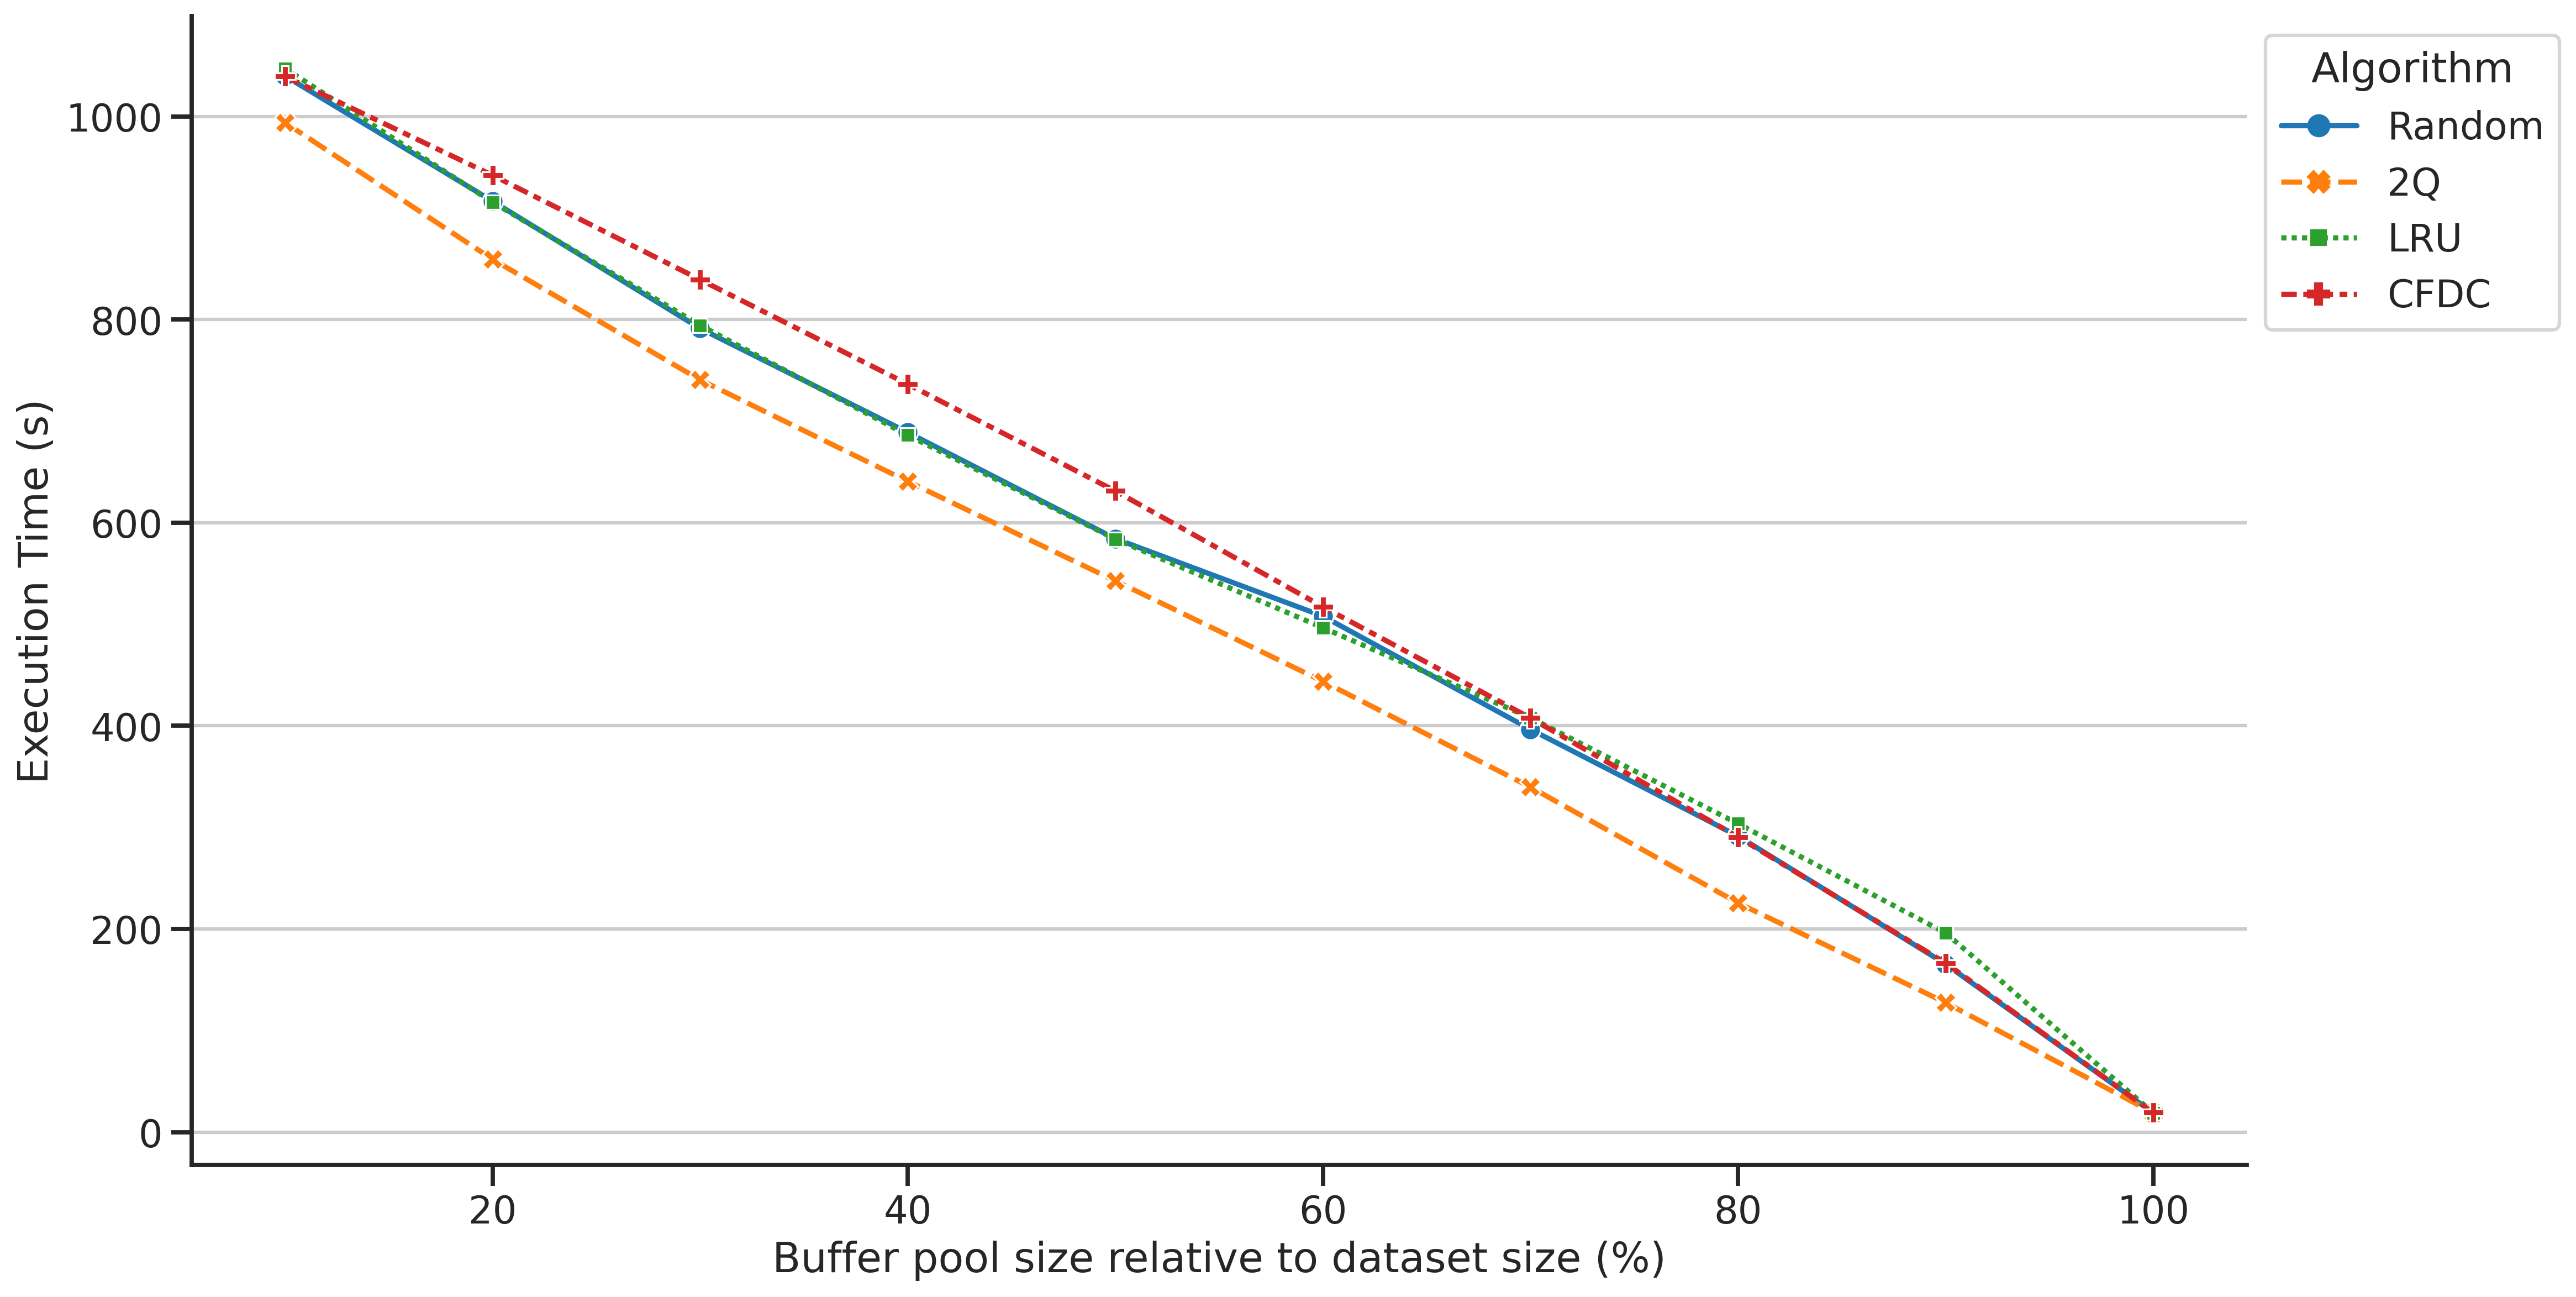 Algorithm
Random
2Q
LRU
CFDC
Execution Time (s)
1000
800
600
400
200
0
20 40 60 80 100
Buffer pool size relative to dataset size (%)